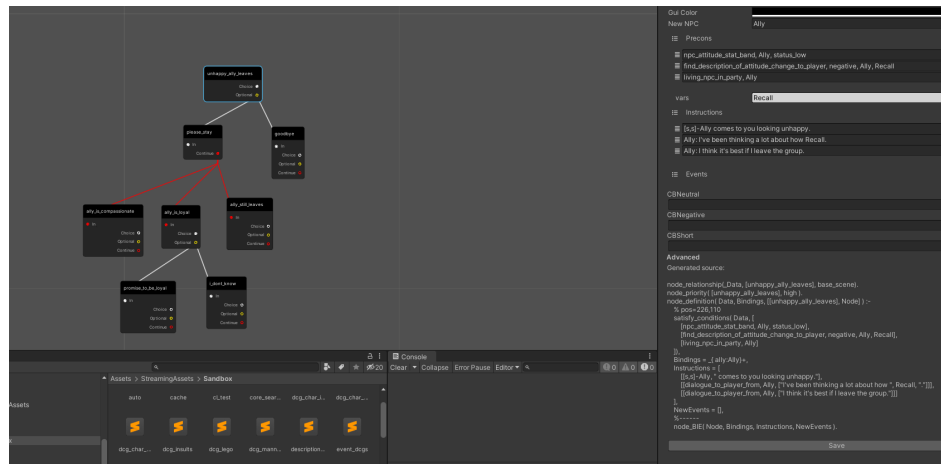 Gui Color
New NPC Ally
Precons
npc_attitude_stat_band, Ally, status_low
find_description_of_attitude_change_to_player, negative, Ally, Recall
living_npc_in_party, Ally
vars Recall
Instructions
[s,s]-Ally comes to you looking unhappy.
Ally: I've been thinking a lot about how Recall.
Ally: I think it's best if I leave the group.
Events
CBNeutral
CBNegative
CBShort
Advanced
Generated source:
node_relationship(_Data, [unhappy_ally_leaves], base_scene).
node_priority( [unhappy_ally_leaves], high ).
node_definition( Data, Bindings, [[unhappy_ally_leaves], Node] ) :-
% pos=226,110
satisfy_conditions( Data, [
[npc_attitude_stat_band, Ally, status_low],
[find_description_of_attitude_change_to_player, negative, Ally, Recall],
[living_npc_in_party, Ally]
]),
Bindings = _{ ally:Ally}+,
Instructions = [
[[s,s]-Ally, " comes to you looking unhappy."],
[[dialogue_to_player_from, Ally, ["I've been thinking a lot about how ", Recall, "."]]],
[[dialogue_to_player_from, Ally, ["I think it's best if I leave the group."]]]
],
NewEvents = [],
%------
node_BIE( Node, Bindings, Instructions, NewEvents ).
Save
unhappy_ally_leaves
Choice
Optional
please_stay
In
Continue
goodbye
In
Choice
Optional
Continue
ally_is_compassionate
In
Choice
Optional
Continue
ally_is_loyal
In
Choice
Optional
ally_still_leaves
In
Choice
Optional
Continue
promise_to_be_loyal
In
Choice
Optional
Continue
i_dont_know
In
Choice
Optional
Continue
20
Assets > StreamingAssets > Sandbox
Assets
auto cache cl_test core_sear... dcg_char_i... dcg_char_...
dcg_char_... dcg_insults dcg_lego dcg_mann... description... event_dcgs
Console
Clear Collapse Error Pause Editor 0 0 0